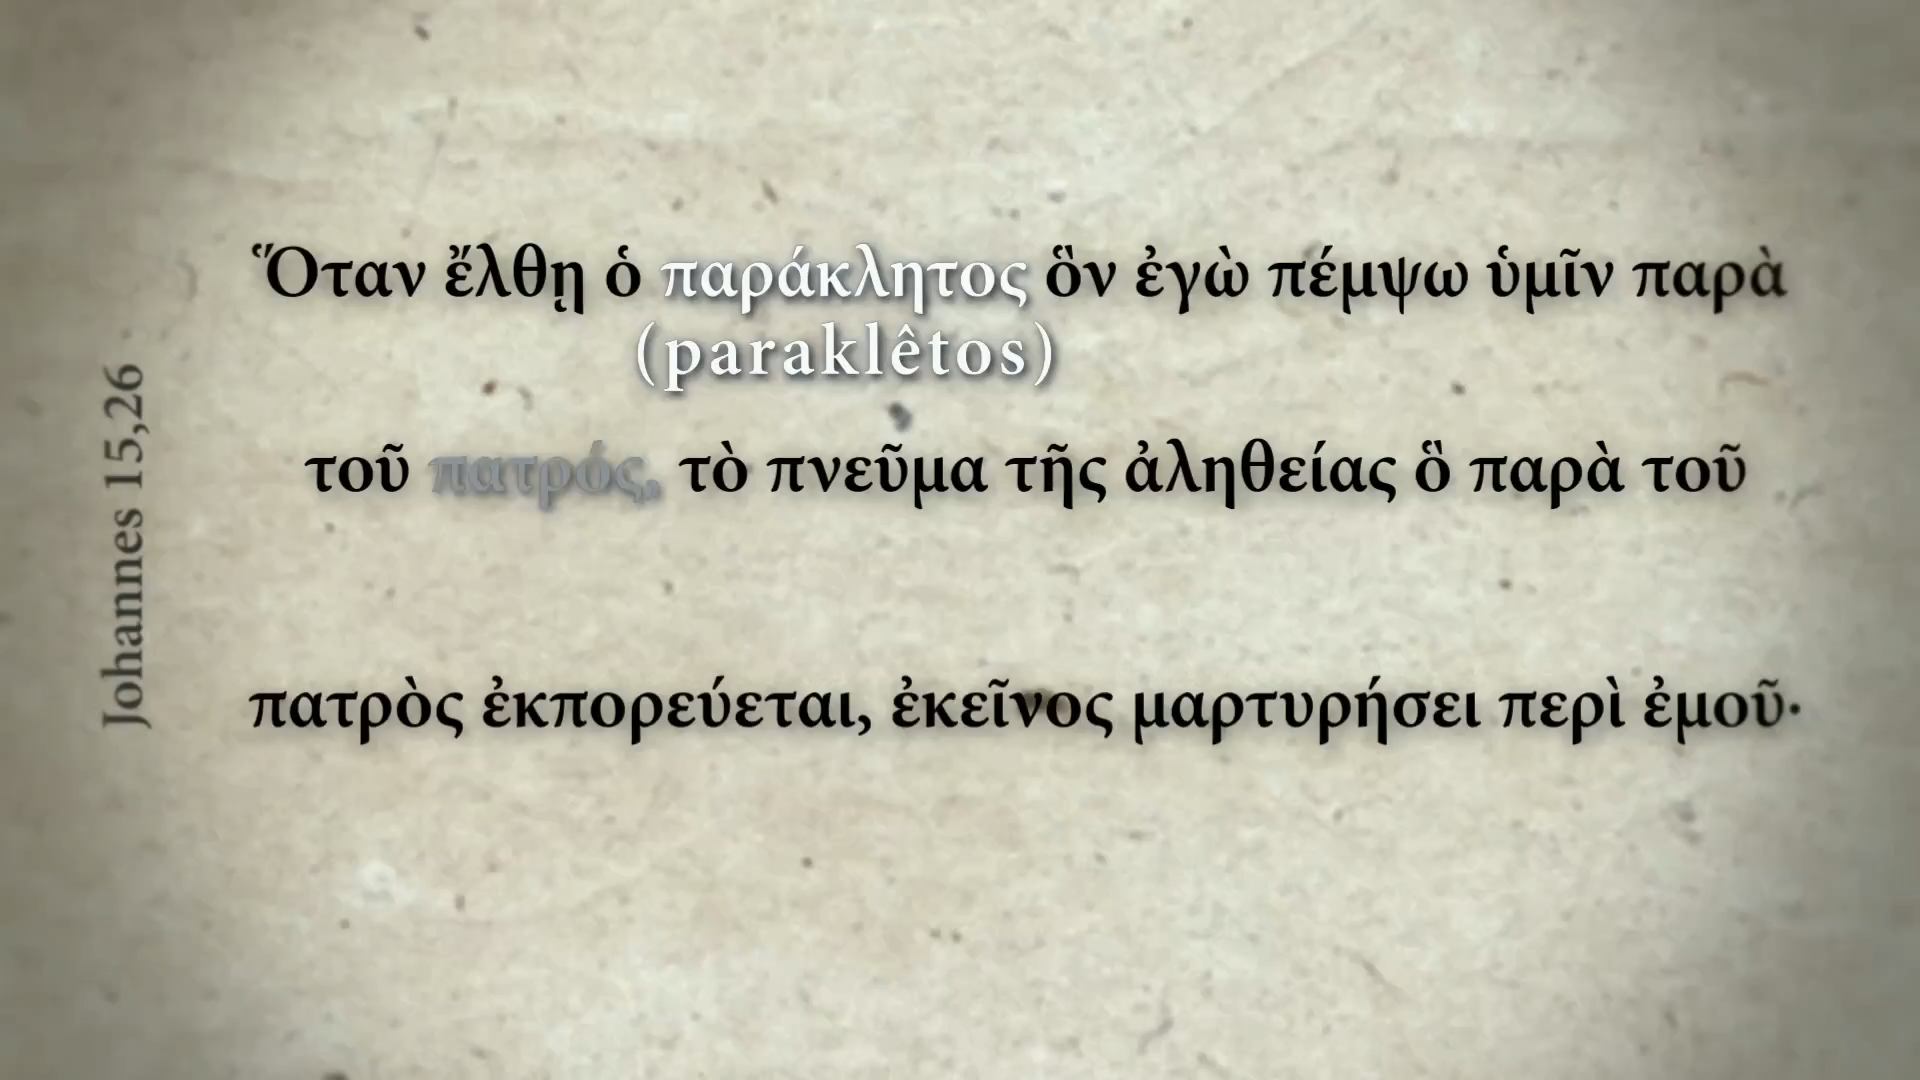 Ὅταν ἔλθῃ ὁ παράκλητος ὃν ἐγὼ πέμψω ὑμῖν παρὰ
(paraklêtos)
τοῦ πατρός, τὸ πνεῦμα τῆς ἀληθείας ὃ παρὰ τοῦ
πατρὸς ἐκπορεύεται, ἐκεῖνος μαρτυρήσει περὶ ἐμοῦ·
Johannes 15,26